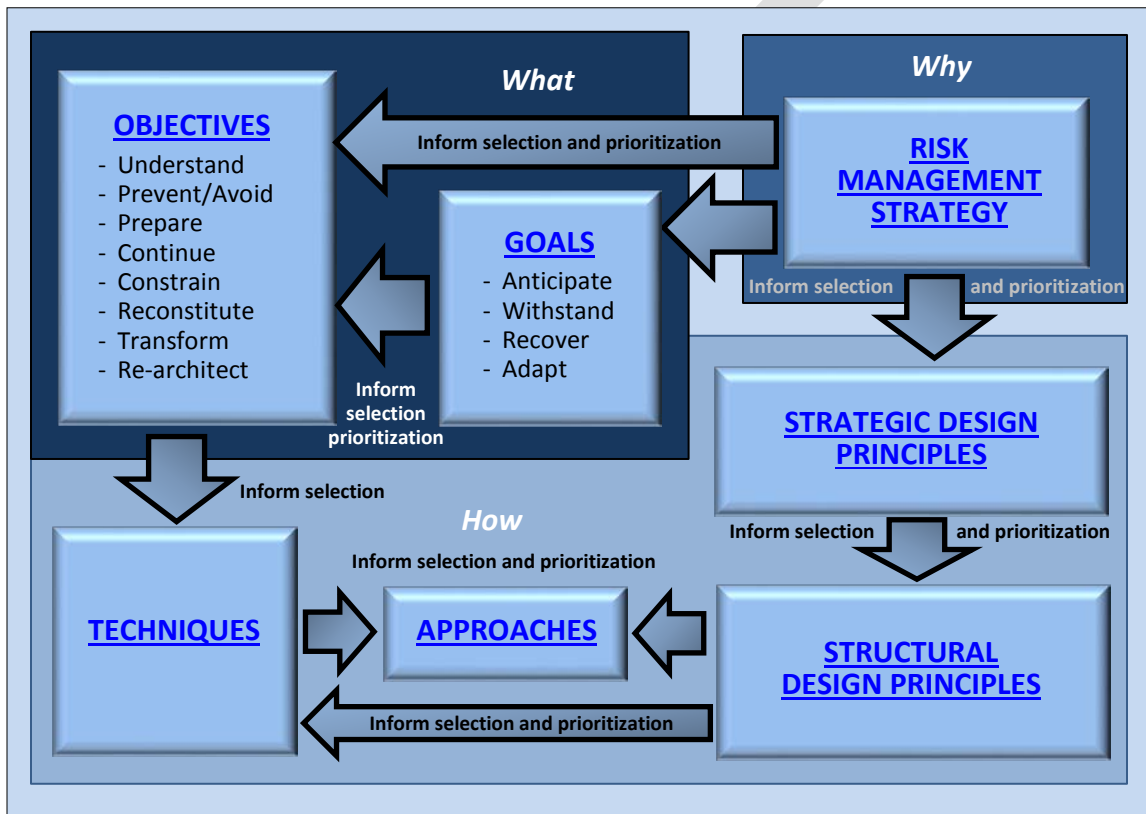 What
Why
OBJECTIVES
- Understand
- Prevent/Avoid
- Prepare
- Continue
- Constrain
- Reconstitute
- Transform
- Re-architect
Inform selection and prioritization
RISK
MANAGEMENT
STRATEGY
GOALS
- Anticipate
- Withstand
- Recover
- Adapt
Inform selection and prioritization
Inform
selection
prioritization
STRATEGIC DESIGN
PRINCIPLES
Inform selection
How
Inform selection and prioritization
Inform selection and prioritization
TECHNIQUES
APPROACHES
STRUCTURAL
DESIGN PRINCIPLES
Inform selection and prioritization